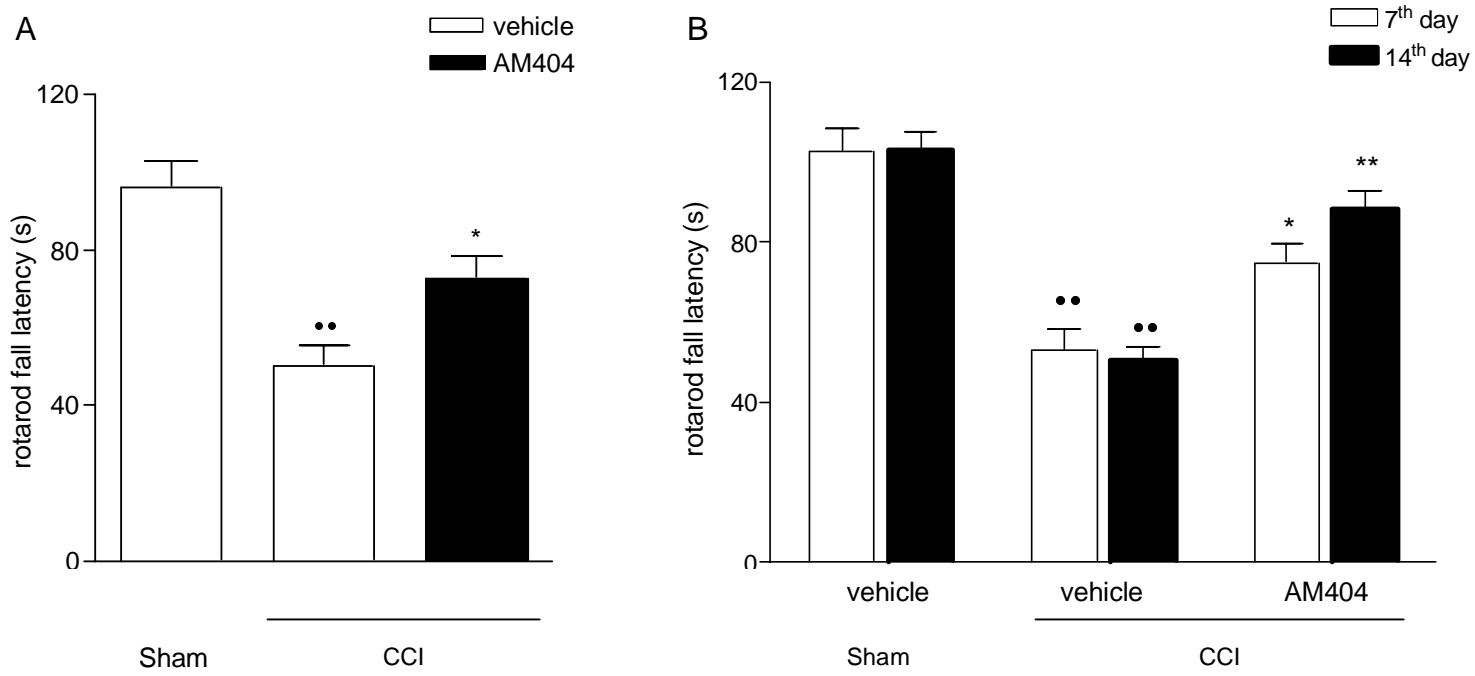 A
vehicle
AM404
120
80
40
0
rotarod fall latency (s)
••
*
Sham
CCI
B
7th day
14th day
120
80
40
0
rotarod fall latency (s)
••
••
*
**
vehicle
vehicle
AM404
Sham
CCI